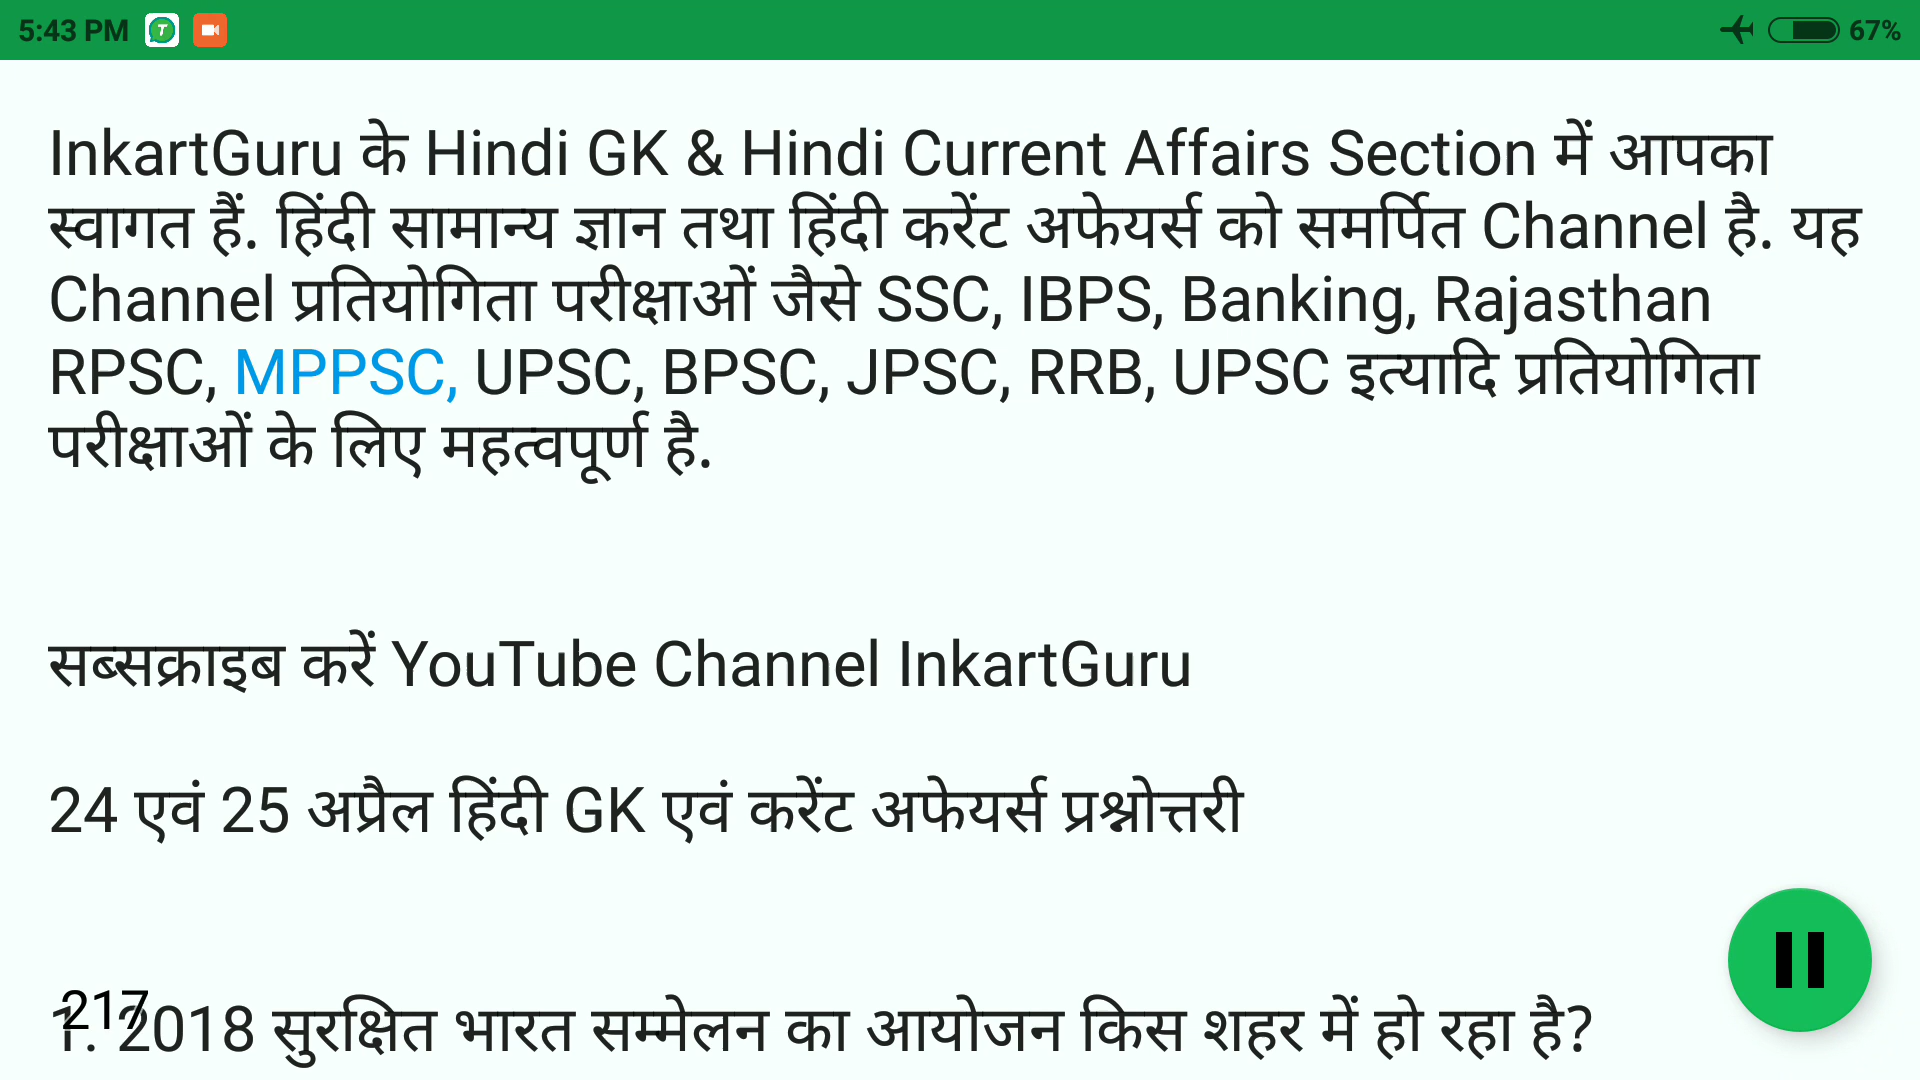 5:43 PM
67%
InkartGuru के Hindi GK & Hindi Current Affairs Section में आपका
स्वागत हैं. हिंदी सामान्य ज्ञान तथा हिंदी करेंट अफेयर्स को समर्पित Channel है. यह
Channel प्रतियोगिता परीक्षाओं जैसे SSC, IBPS, Banking, Rajasthan
RPSC, MPPSC, UPSC, BPSC, JPSC, RRB, UPSC इत्यादि प्रतियोगिता
परीक्षाओं के लिए महत्वपूर्ण है.
सब्सक्राइब करें YouTube Channel InkartGuru
24 एवं 25 अप्रैल हिंदी GK एवं करेंट अफेयर्स प्रश्नोत्तरी
217
1. 2018 सुरक्षित भारत सम्मेलन का आयोजन किस शहर में हो रहा है?